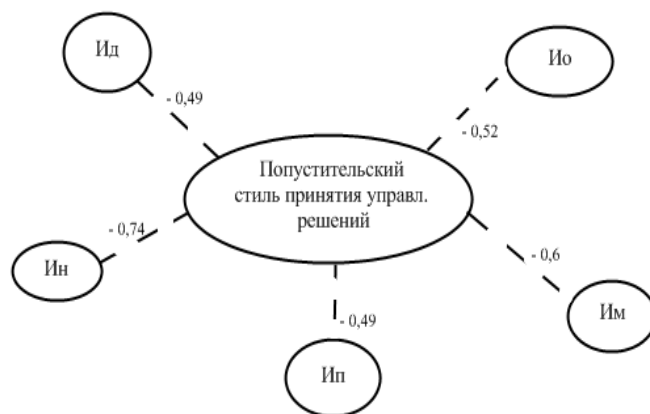 Ид
Ио
- 0,49
- 0,52
Попустительский
стиль принятия управл.
решений
- 0,74
- 0,6
Ин
- 0,49
Им
Ип